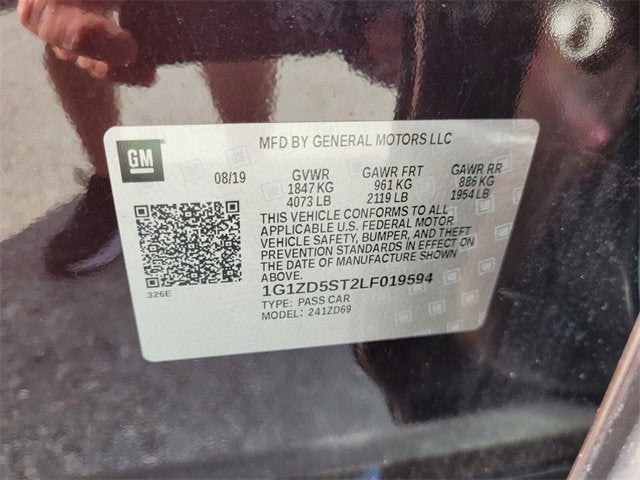 GM
MFD BY GENERAL MOTORS LLC
08/19 GVWR GAWR FRT GAWR RR
1847 KG 961 KG 886 KG
4073 LB 2119 LB 1954 LB
THIS VEHICLE CONFORMS TO ALL
APPLICABLE U.S. FEDERAL MOTOR
VEHICLE SAFETY, BUMPER, AND THEFT
PREVENTION STANDARDS IN EFFECT ON
THE DATE OF MANUFACTURE SHOWN
ABOVE.
326E
1G1ZD5ST2LF019594
TYPE: PASS CAR
MODEL: 241ZD69